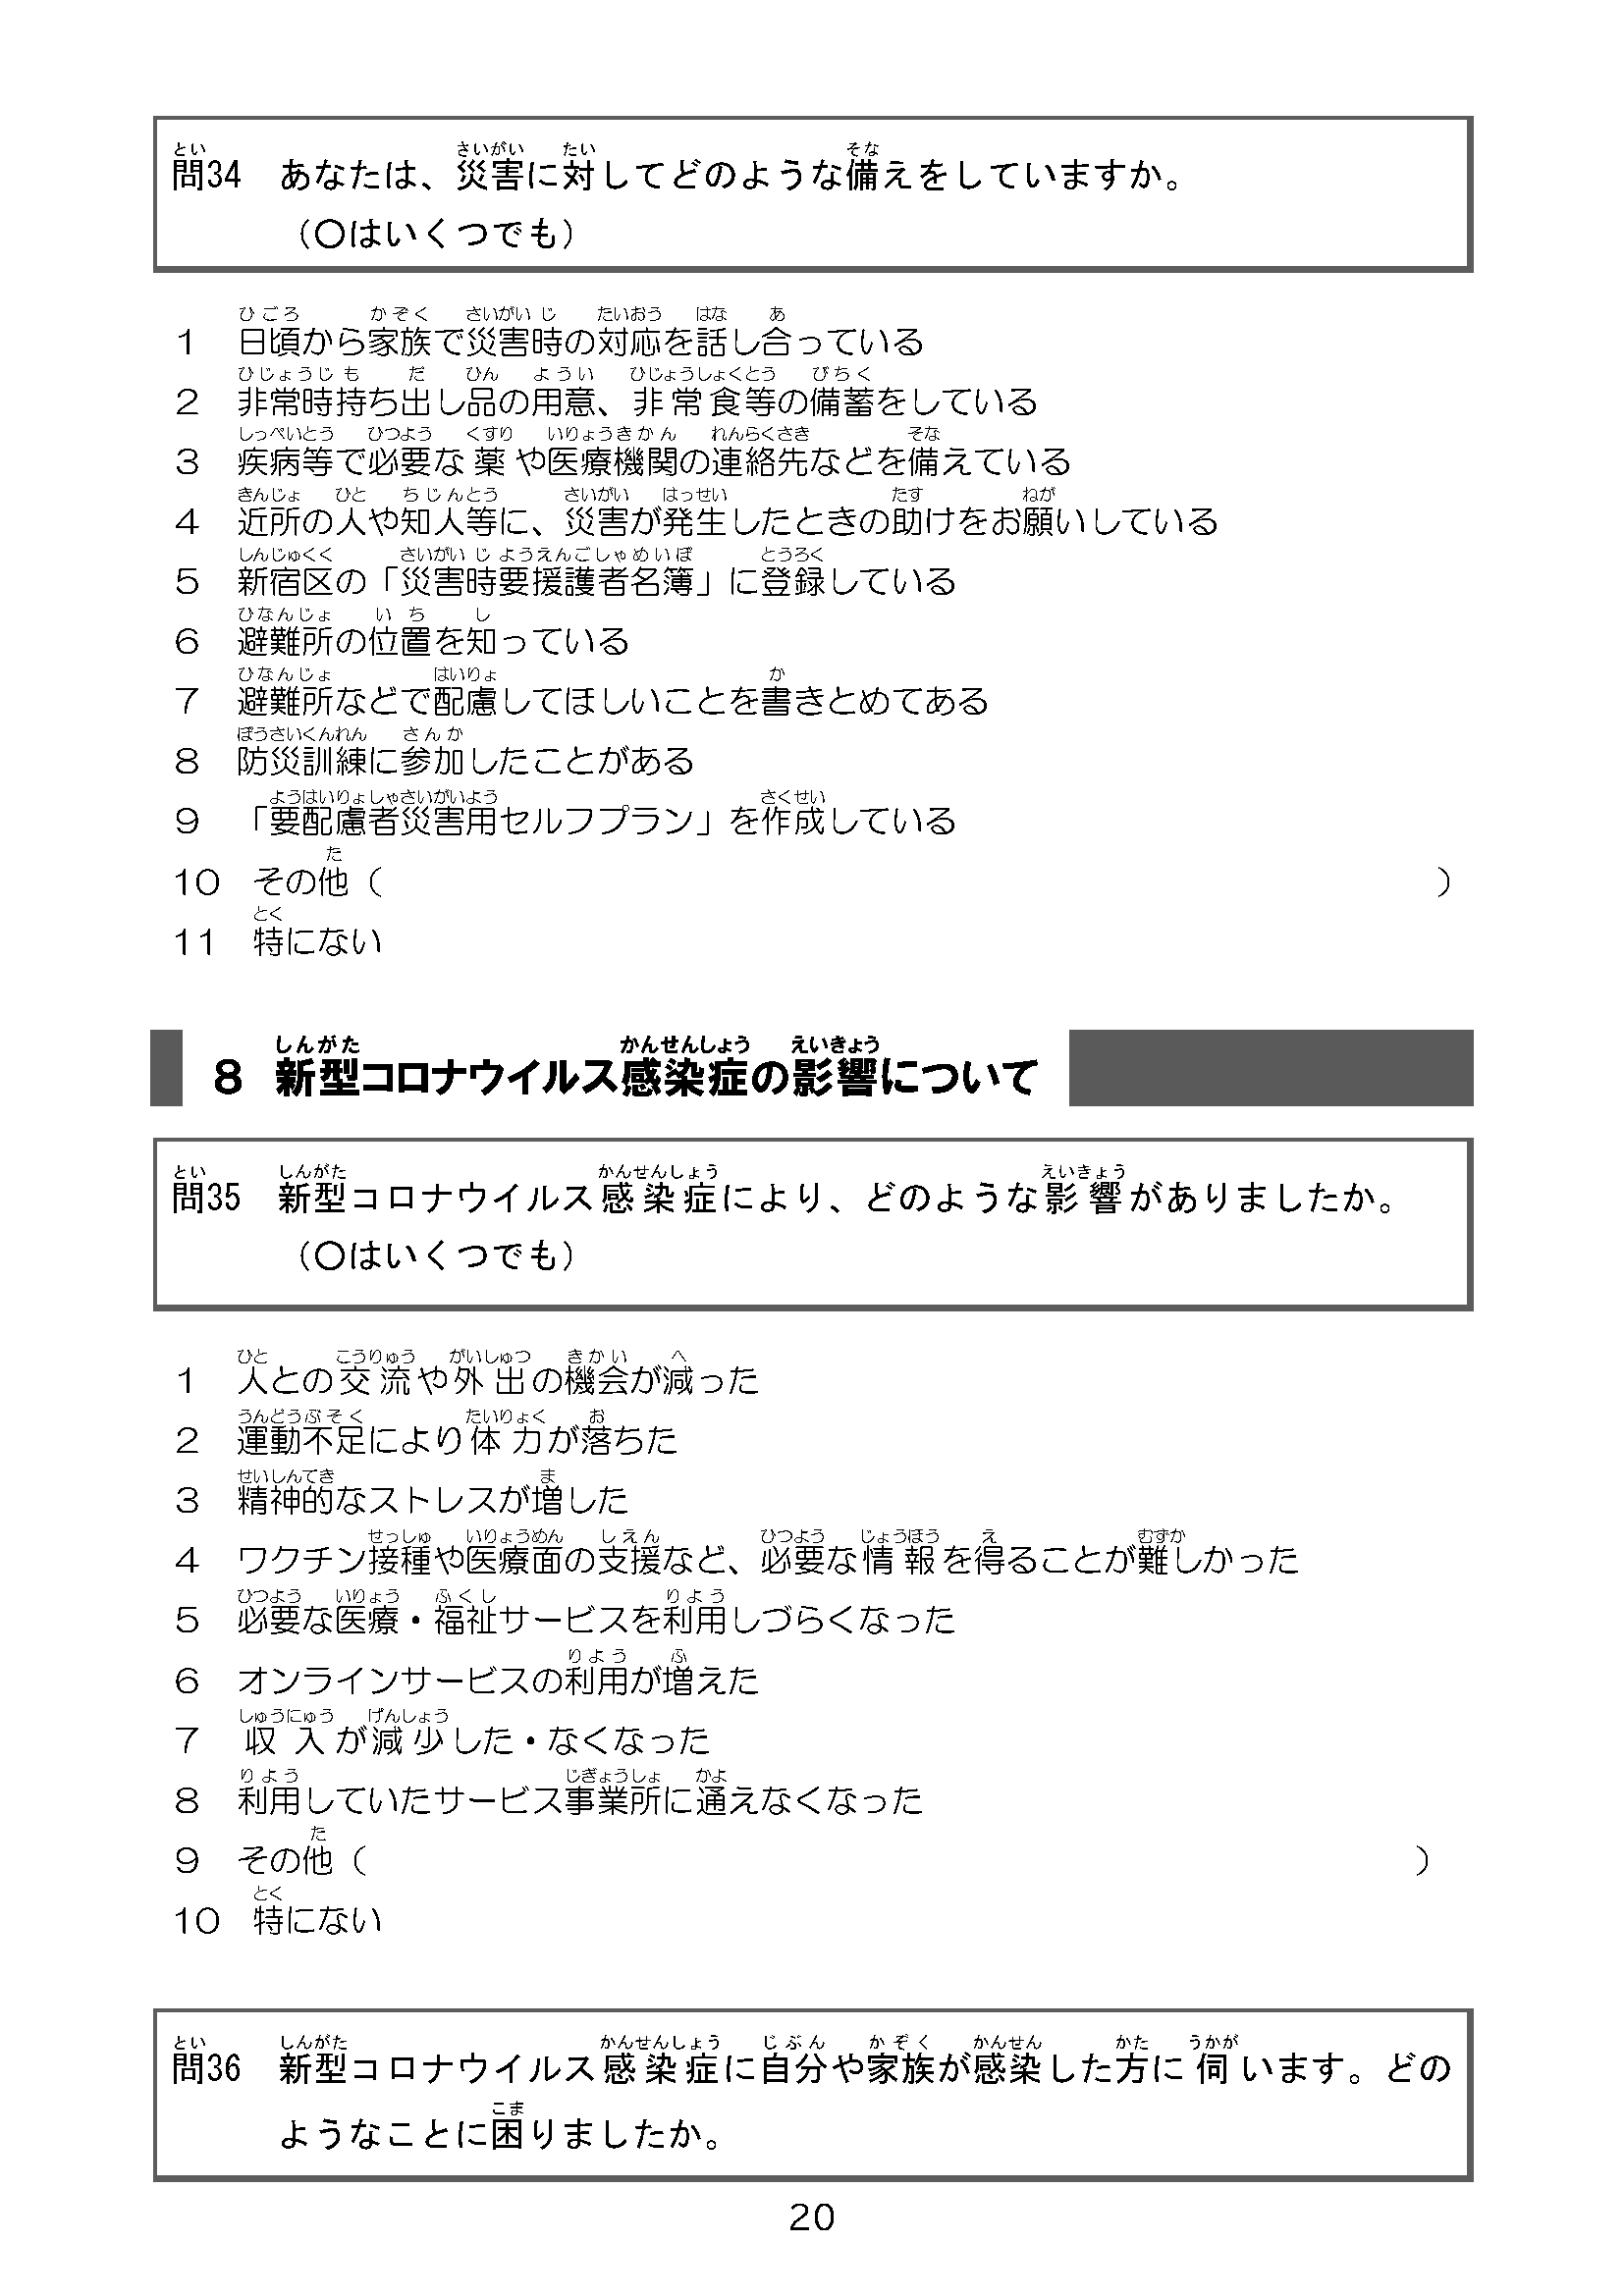 問34　あなたは、災害に対してどのような備えをしていますか。
（〇はいくつでも）
1　日頃から家族で災害時の対応を話し合っている
2　非常時持ち出し品の用意、非常食等の備蓄をしている
3　疾病等で必要な薬や医療機関の連絡先などを備えている
4　近所の人や知人等に、災害が発生したときの助けをお願いしている
5　新宿区の「災害時要援護者名簿」に登録している
6　避難所の位置を知っている
7　避難所などで配慮してほしいことを書きとめてある
8　防災訓練に参加したことがある
9　「要配慮者災害用セルフプラン」を作成している
10　その他（　　　　　）
11　特にない
8　新型コロナウイルス感染症の影響について
問35　新型コロナウイルス感染症により、どのような影響がありましたか。
（〇はいくつでも）
1　人との交流や外出の機会が減った
2　運動不足により体力が落ちた
3　精神的なストレスが増した
4　ワクチン接種や医療面の支援など、必要な情報を得ることが難しかった
5　必要な医療・福祉サービスを利用しづらくなった
6　オンラインサービスの利用が増えた
7　収入が減少した・なくなった
8　利用していたサービス事業所に通えなくなった
9　その他（　　　　　）
10　特にない
問36　新型コロナウイルス感染症に自分や家族が感染した方に伺います。どの
ようなことに困りましたか。
20